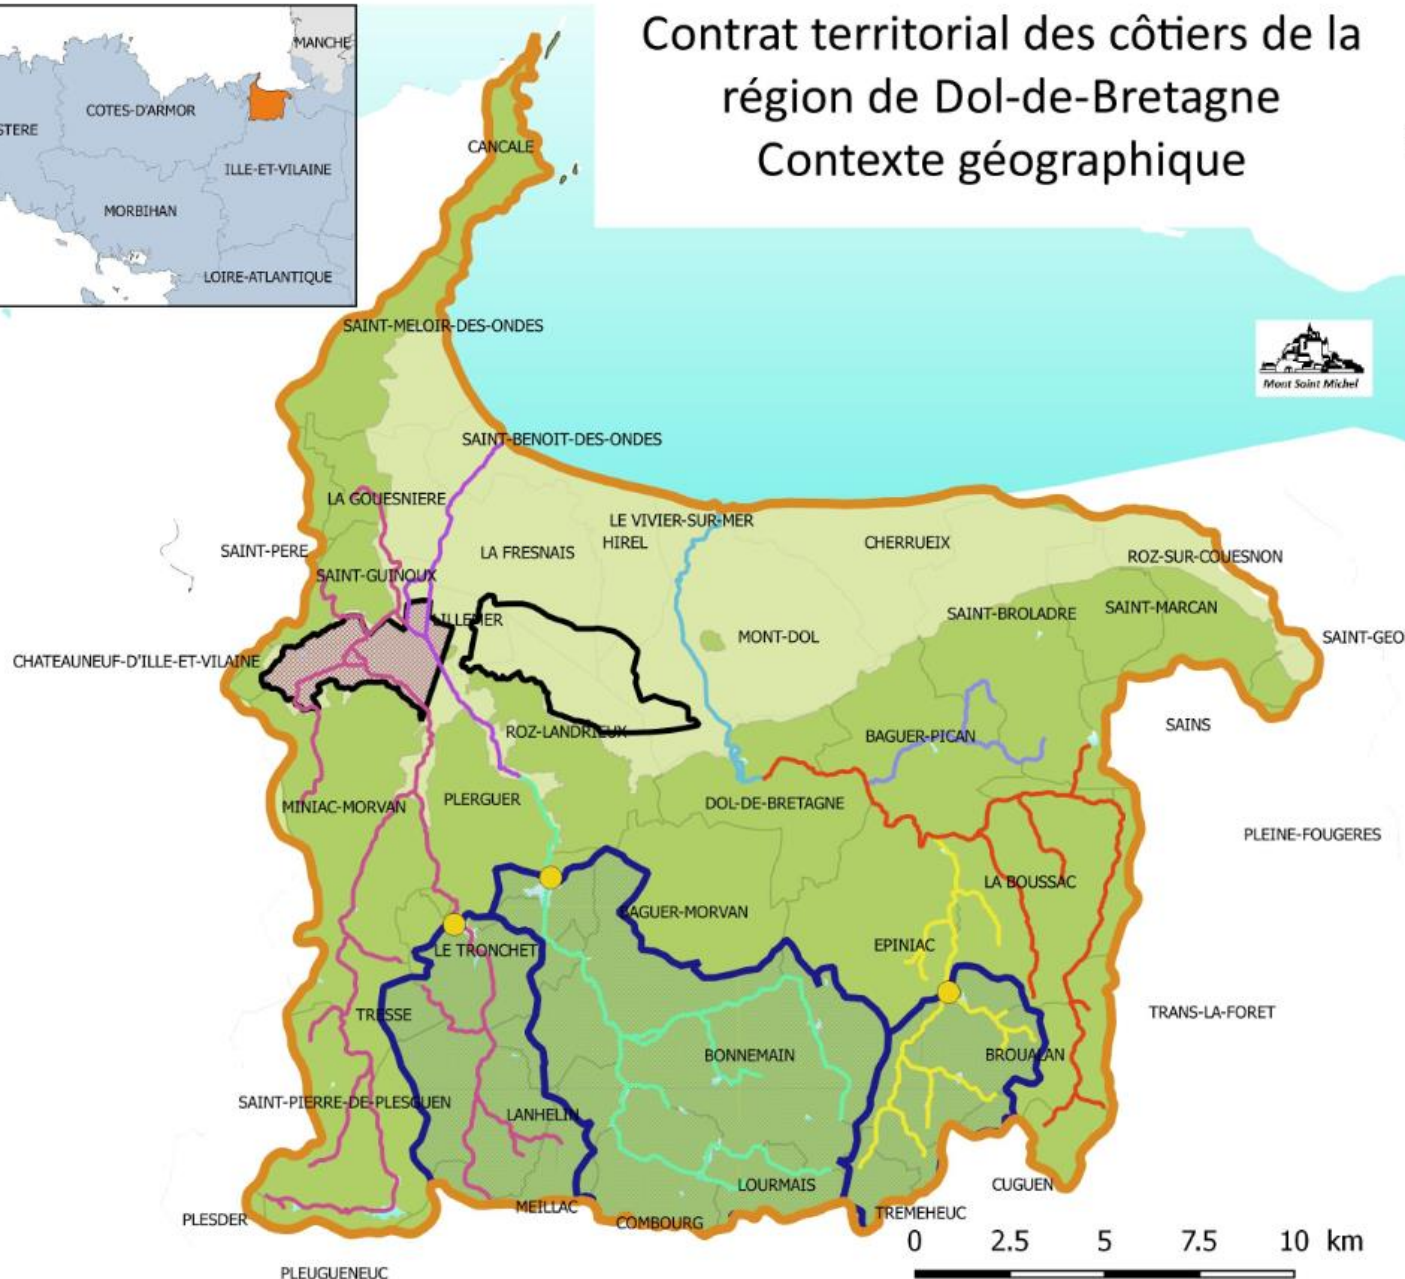 Contrat territorial des côtiers de la
région de Dol-de-Bretagne
Contexte géographique
MANCHE
COTES-D'ARMOR
STERE
ILLE-ET-VILAINE
MORBIHAN
LOIRE-ATLANTIQUE
CANCALE
SAINT-MELOIR-DES-ONDES
Mont Saint Michel
SAINT-BENOIT-DES-ONDES
LA GOUESNIERE
LE VIVIER-SUR-MER
HIREL
CHERRUEIX
SAINT-PERE
LA FRESNAIS
ROZ-SUR-COUESNON
SAINT-GUINOUX
SAINT-BROLADRE
SAINT-MARCAN
LILLEMER
MONT-DOL
SAINT-GEO
CHATEAUNEUF-D'ILLE-ET-VILAINE
SAINS
ROZ-LANDRIEUX
BAGUER-PICAN
MINIAC-MORVAN
PLERGUER
DOL-DE-BRETAGNE
PLEINE-FOUGERES
LA BOUSSAC
BAGUER-MORVAN
LE TRONCHET
EPINIAC
TRESSE
TRANS-LA-FORET
BONNEMAIN
BROUALAN
SAINT-PIERRE-DE-PLESGUEN
LANHELIN
LOURMAIS
CUGUEN
PLESDER
MEILLAC
COMBOURG
TREMEHEUC
PLEUGUENEUC
0 2.5 5 7.5 10 km